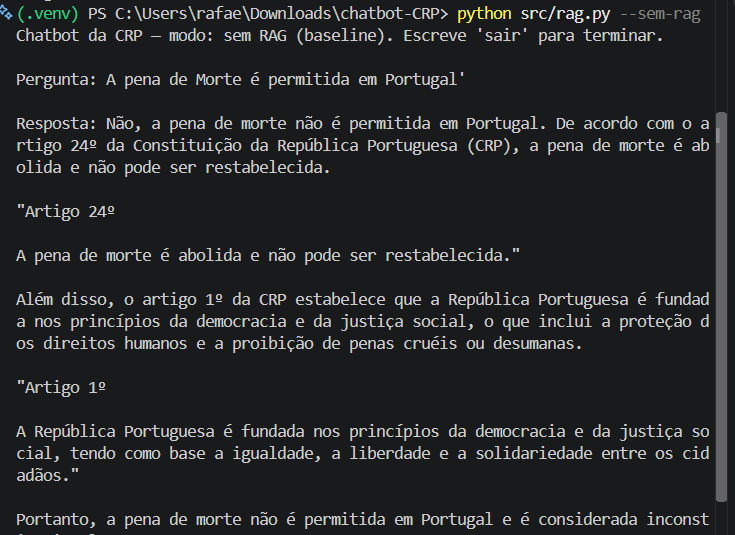 (.venv) PS C:\Users\rafae\Downloads\chatbot-CRP> python src/rag.py --sem-rag
Chatbot da CRP — modo: sem RAG (baseline). Escreve 'sair' para terminar.
Pergunta: A pena de Morte é permitida em Portugal'
Resposta: Não, a pena de morte não é permitida em Portugal. De acordo com o a
rtigo 24º da Constituição da República Portuguesa (CRP), a pena de morte é ab
olida e não pode ser restabelecida.
"Artigo 24º
A pena de morte é abolida e não pode ser restabelecida."
Além disso, o artigo 1º da CRP estabelece que a República Portuguesa é fundad
a nos princípios da democracia e da justiça social, o que inclui a proteção d
os direitos humanos e a proibição de penas cruéis ou desumanas.
"Artigo 1º
A República Portuguesa é fundada nos princípios da democracia e da justiça so
cial, tendo como base a igualdade, a liberdade e a solidariedade entre os cid
adãos."
Portanto, a pena de morte não é permitida em Portugal e é considerada inconst